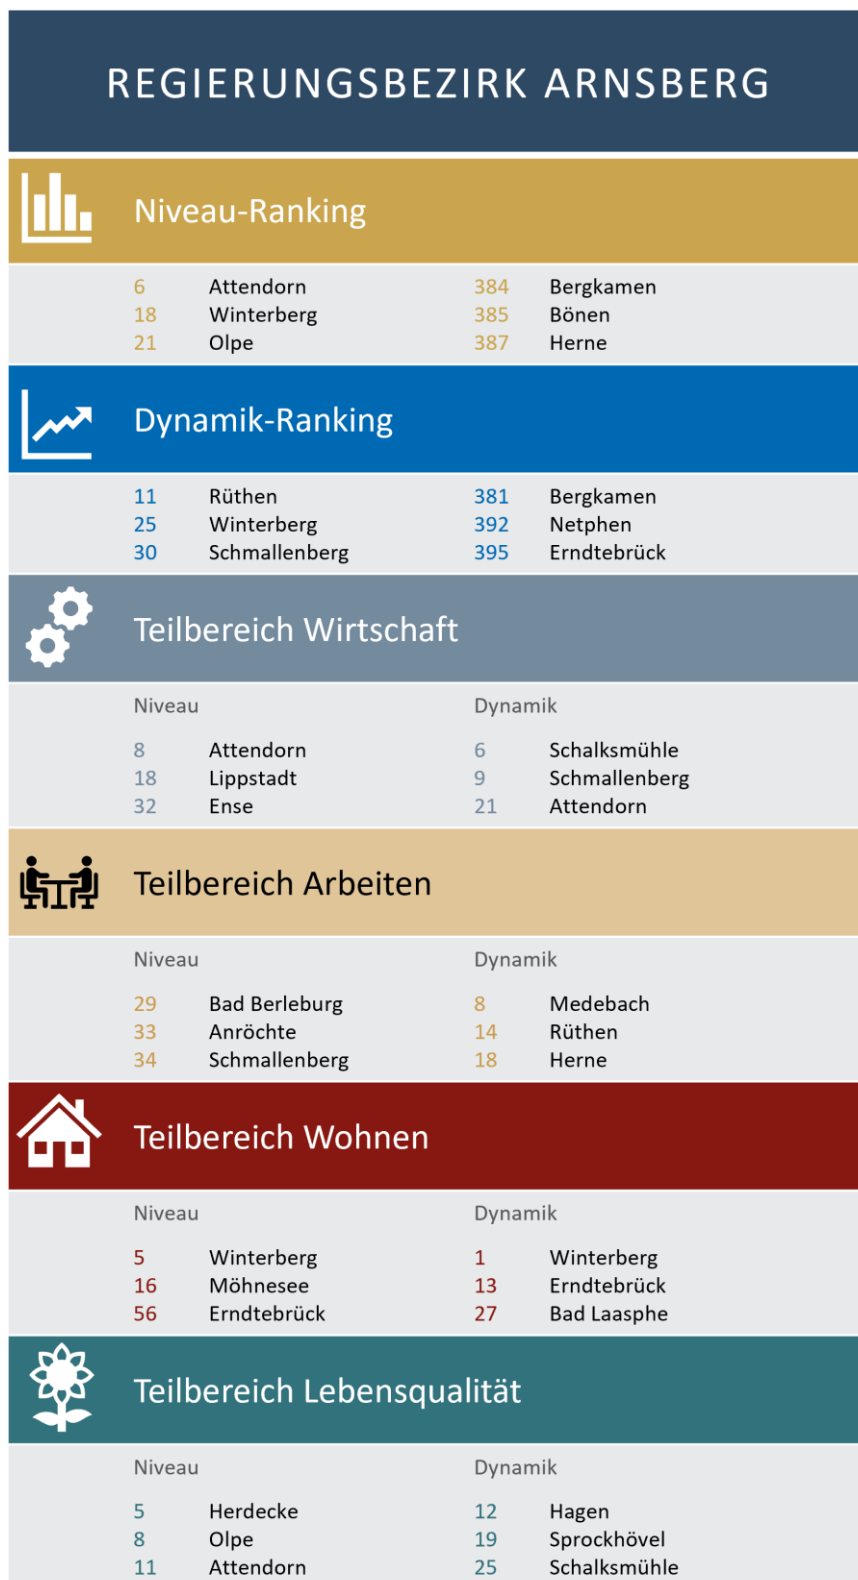 REGIERUNGSBEZIRK ARNSBERG
Niveau-Ranking
6 Attendorn 384 Bergkamen
18 Winterberg 385 Bönen
21 Olpe 387 Herne
Dynamik-Ranking
11 Rüthen 381 Bergkamen
25 Winterberg 392 Netphen
30 Schmallenberg 395 Erndtebrück
Teilbereich Wirtschaft
Niveau Dynamik
8 Attendorn 6 Schalksmühle
18 Lippstadt 9 Schmallenberg
32 Ense 21 Attendorn
Teilbereich Arbeiten
Niveau Dynamik
29 Bad Berleburg 8 Medebach
33 Anröchte 14 Rüthen
34 Schmallenberg 18 Herne
Teilbereich Wohnen
Niveau Dynamik
5 Winterberg 1 Winterberg
16 Möhnesee 13 Erndtebrück
56 Erndtebrück 27 Bad Laasphe
Teilbereich Lebensqualität
Niveau Dynamik
5 Herdecke 12 Hagen
8 Olpe 19 Sprockhövel
11 Attendorn 25 Schalksmühle